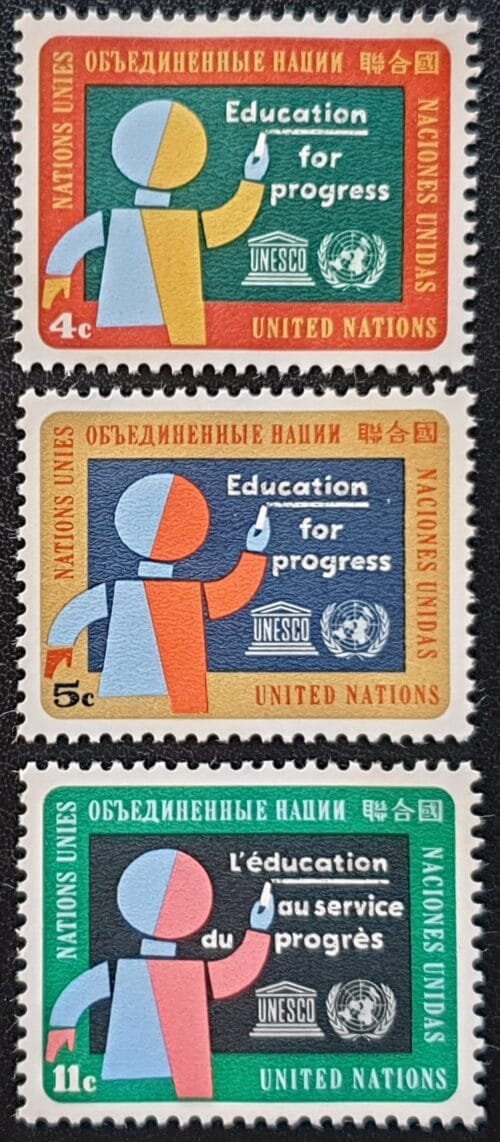 ОБЪЕДИНЕННЫЕ НАЦИИ 聯合國
NATIONS UNIES
NACIONES UNIDAS
Education
for
progress
UNESCO
4c
UNITED NATIONS
ОБЪЕДИНЕННЫЕ НАЦИИ 聯合國
NATIONS UNIES
NACIONES UNIDAS
Education
for
progress
UNESCO
5c
UNITED NATIONS
ОБЪЕДИНЕННЫЕ НАЦИИ 聯合國
NATIONS UNIES
NACIONES UNIDAS
L'éducation
au service
du progrès
UNESCO
11c
UNITED NATIONS